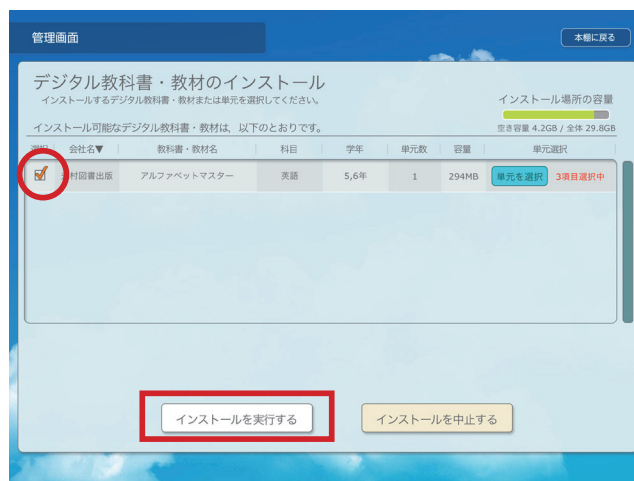 管理画面
本棚に戻る
デジタル教科書・教材のインストール
インストールするデジタル教科書・教材または単元を選択してください。
インストール場所の容量
インストール可能なデジタル教科書・教材は、以下のとおりです。
空き容量 4.2GB / 全体 29.8GB
選択 会社名▼ 教科書・教材名 科目 学年 単元数 容量 単元選択
村図書出版 アルファベットマスター 英語 5,6年 1 294MB 単元を選択 3項目選択中
インストールを実行する インストールを中止する